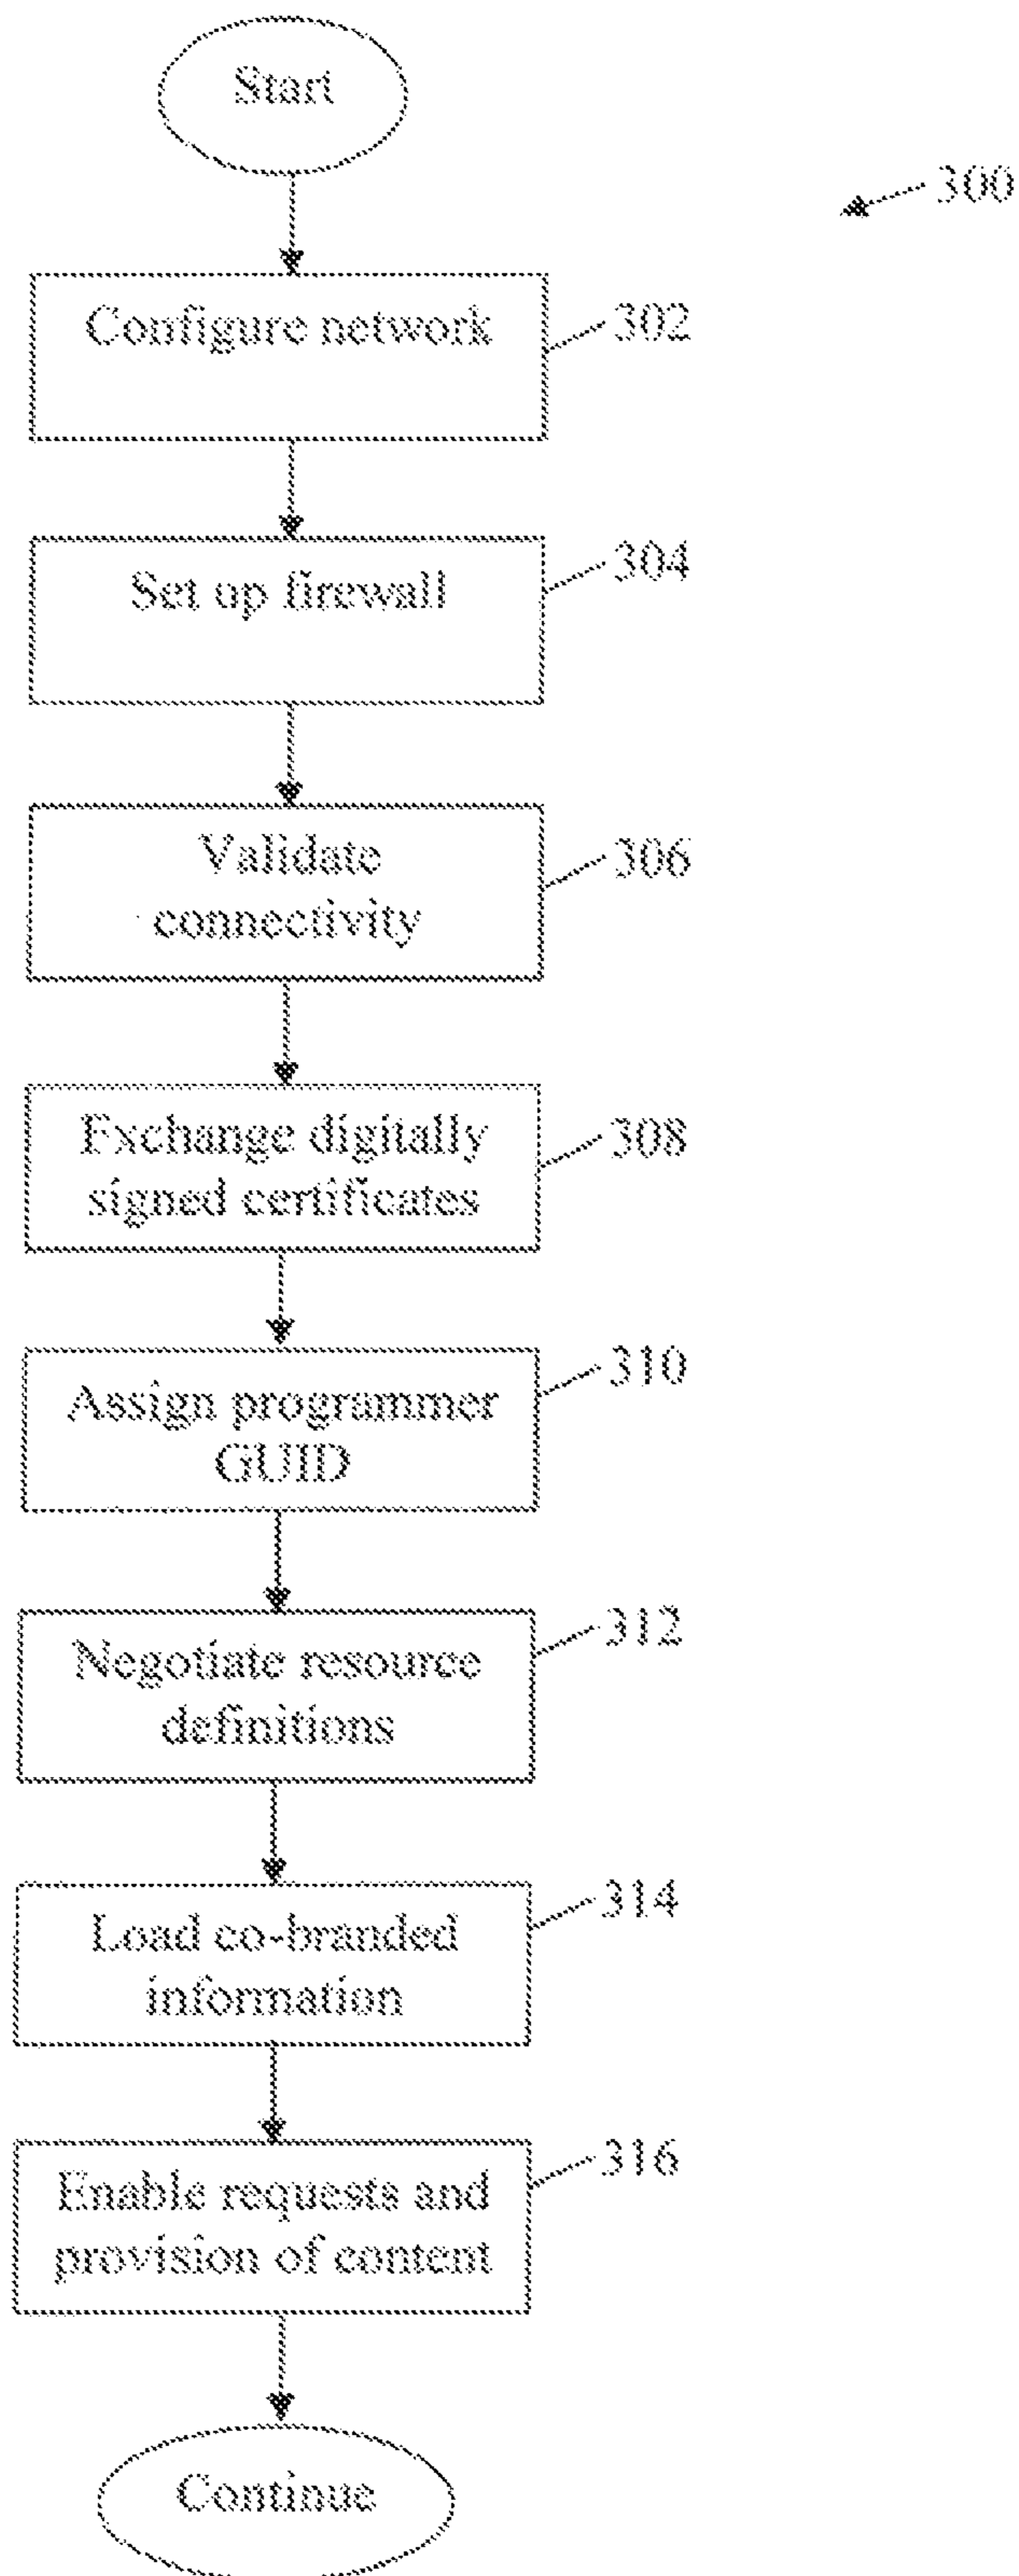 Start
300
Configure network
302
Set up firewall
304
Validate
connectivity
306
Exchange digitally
signed certificates
308
Assign programmer
GUID
310
Negotiate resource
definitions
312
Load co-branded
information
314
Enable requests and
provision of content
316
Continue